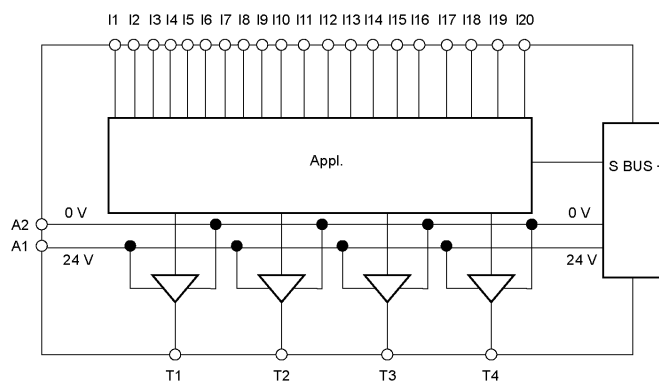 I1 I2 I3 I4 I5 I6 I7 I8 I9 I10 I11 I12 I13 I14 I15 I16 I17 I18 I19 I20
Appl.
S BUS -
A2 0 V 0 V
A1
24 V 24 V
T1 T2 T3 T4